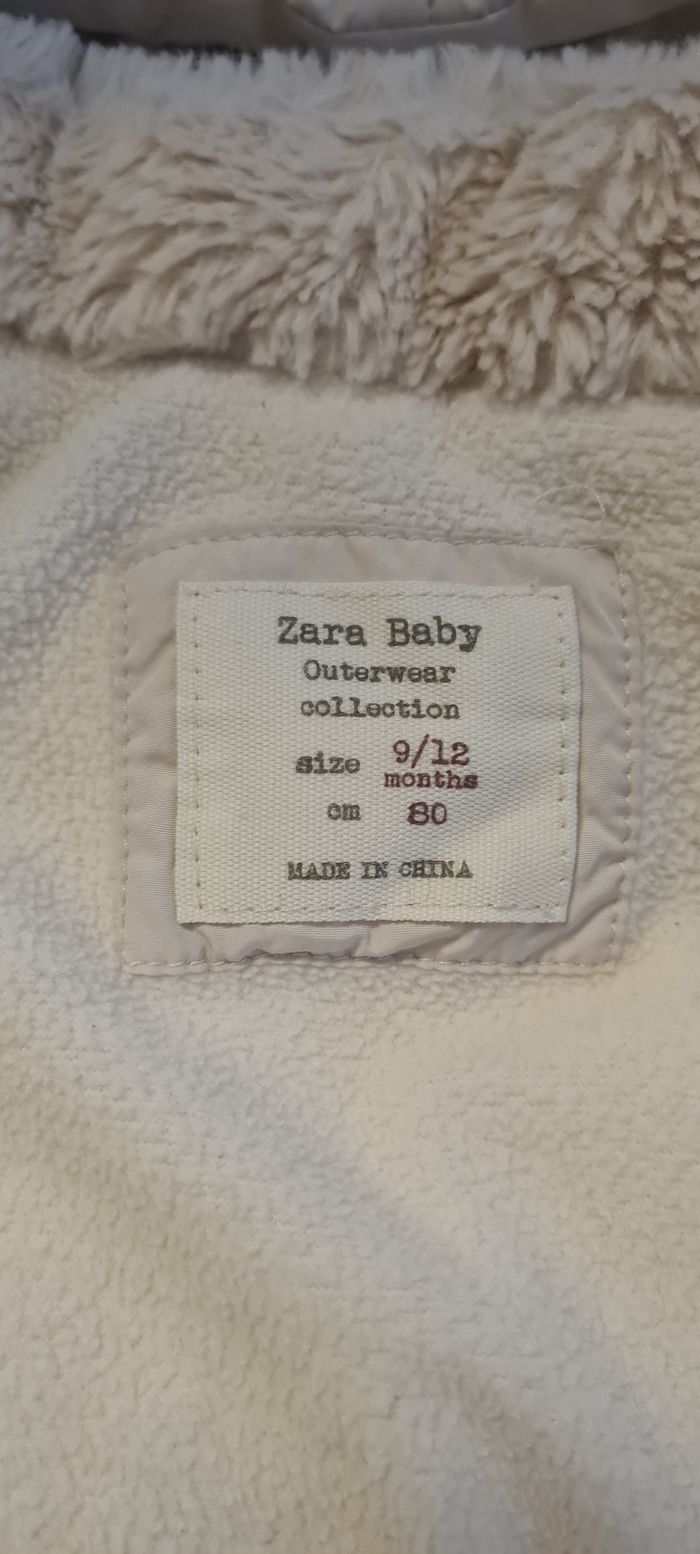 Zara Baby
Outerwear
collection
size 9/12
months
cm 80
MADE IN CHINA